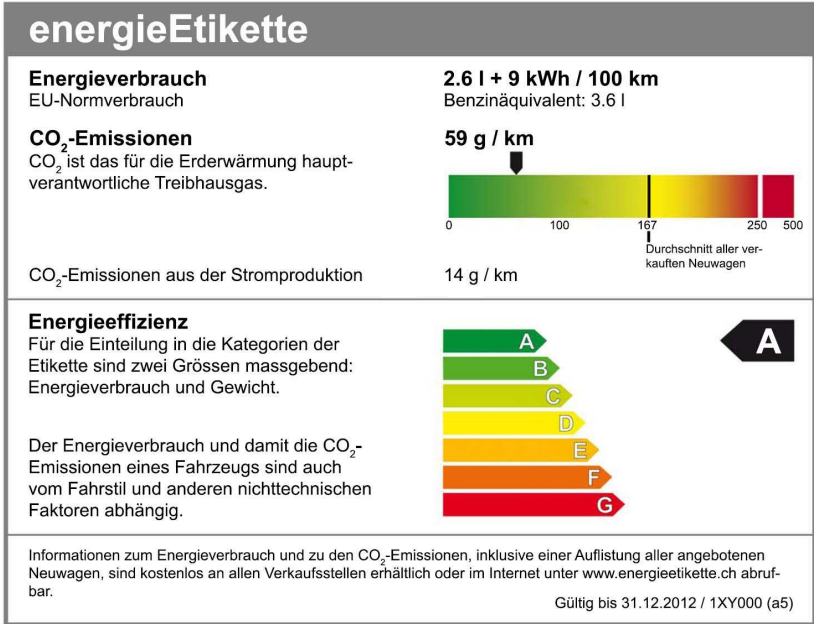 energieEtikette
Energieverbrauch
EU-Normverbrauch
2.6 l + 9 kWh / 100 km
Benzinäquivalent: 3.6 l
CO₂-Emissionen
CO₂ ist das für die Erderwärmung haupt-
verantwortliche Treibhausgas.
59 g / km
0 100 167 250 500
Durchschnitt aller ver-
kauften Neuwagen
CO₂-Emissionen aus der Stromproduktion
14 g / km
Energieeffizienz
Für die Einteilung in die Kategorien der
Etikette sind zwei Grössen massgebend:
Energieverbrauch und Gewicht.
Der Energieverbrauch und damit die CO₂-
Emissionen eines Fahrzeugs sind auch
vom Fahrstil und anderen nichttechnischen
Faktoren abhängig.
A
B
C
D
E
F
G
A
Informationen zum Energieverbrauch und zu den CO₂-Emissionen, inklusive einer Auflistung aller angebotenen
Neuwagen, sind kostenlos an allen Verkaufsstellen erhältlich oder im Internet unter www.energieetikette.ch abruf-
bar.
Gültig bis 31.12.2012 / 1XY000 (a5)